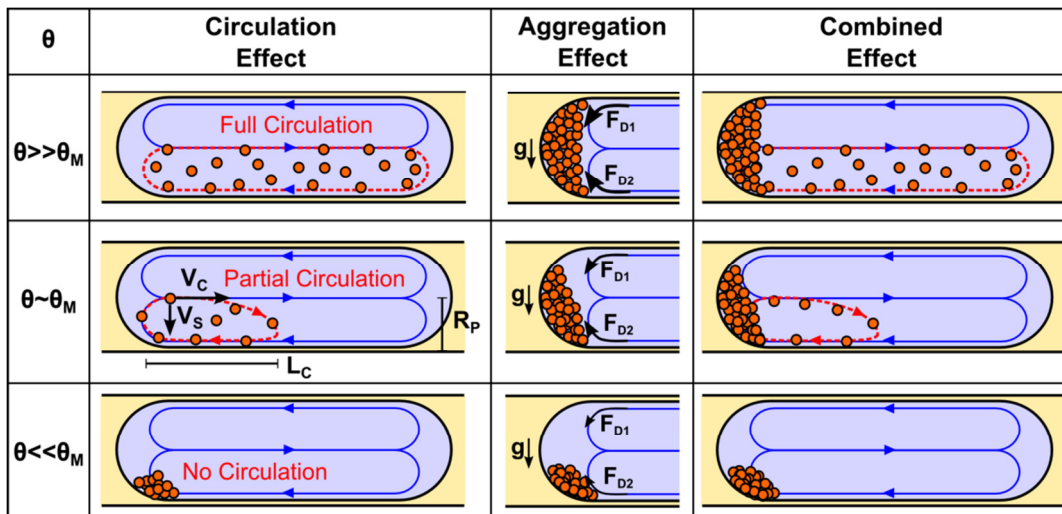 θ
Circulation
Effect
Aggregation
Effect
Combined
Effect
θ>>θM
Full Circulation
g
FD1
FD2
θ~θM
VC
Partial Circulation
VS
RP
LC
g
FD1
FD2
θ<<θM
No Circulation
g
FD1
FD2